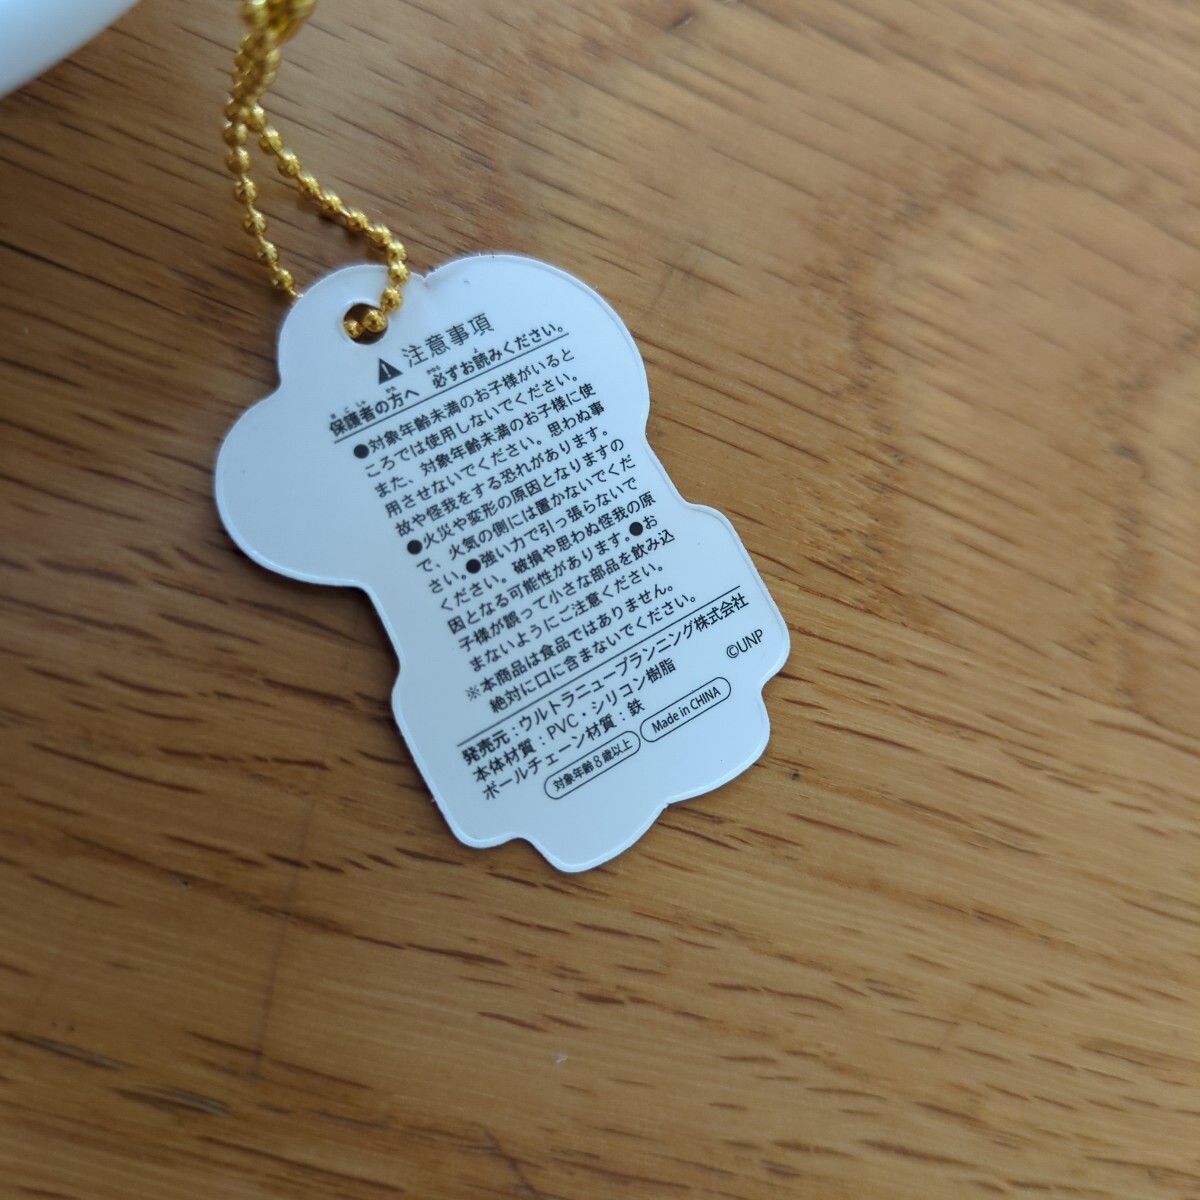 ⚠ 注意事項
保護者の方へ 必ずお読みください。
●対象年齢未満のお子様がいると
ころでは使用しないでください。
また、対象年齢未満のお子様に使
用させないでください。思わぬ事
故や怪我をする恐れがあります。
●火災や変形の原因となりますの
で、火気の側には置かないでくだ
さい。●強い力で引っ張らないで
ください。破損や思わぬ怪我の原
因となる可能性があります。●お
子様が誤って小さな部品を飲み込
まないようにご注意ください。
※本商品は食品ではありません。
絶対に口に含まないでください。
発売元：ウルトラニュープランニング株式会社
本体材質：PVC・シリコン樹脂
©UNP
ボールチェーン材質：鉄
対象年齢8歳以上
Made in CHINA